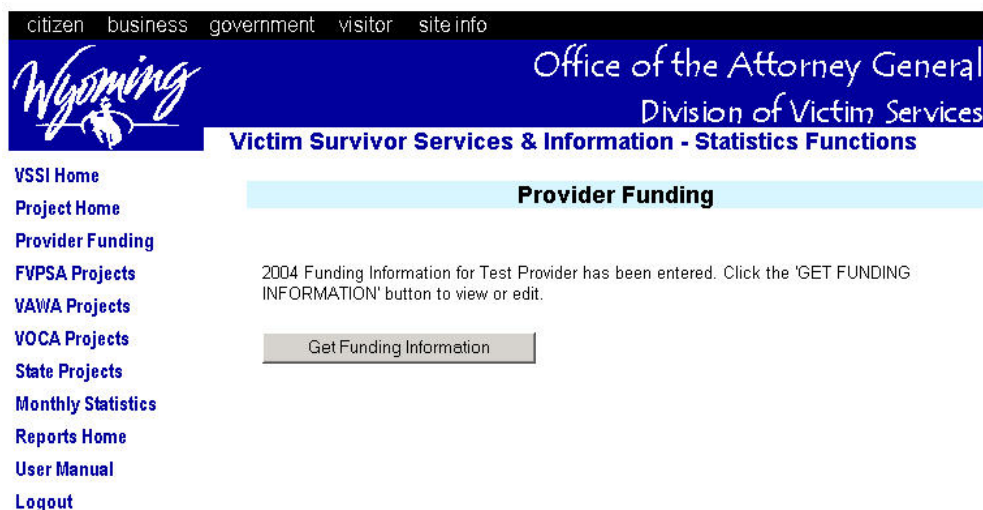 citizen business government visitor site info
Wyoming
Office of the Attorney General
Division of Victim Services
Victim Survivor Services & Information - Statistics Functions
VSSI Home
Project Home
Provider Funding
FVPSA Projects
VAWA Projects
VOCA Projects
State Projects
Monthly Statistics
Reports Home
User Manual
Logout
Provider Funding
2004 Funding Information for Test Provider has been entered. Click the 'GET FUNDING
INFORMATION' button to view or edit.
Get Funding Information